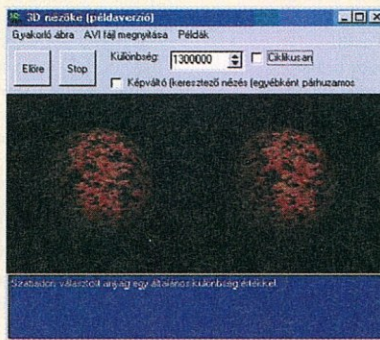 3D nézőke (példaverzió)
Gyakorló ábra AVI fájl megnyitása Példák
Előre Stop Különbség: 1300000 Ciklikusan
Képváltó (keresztező nézés (egyébként párhuzamos
Szabadon választott anyag egy általános különbség értékkel.